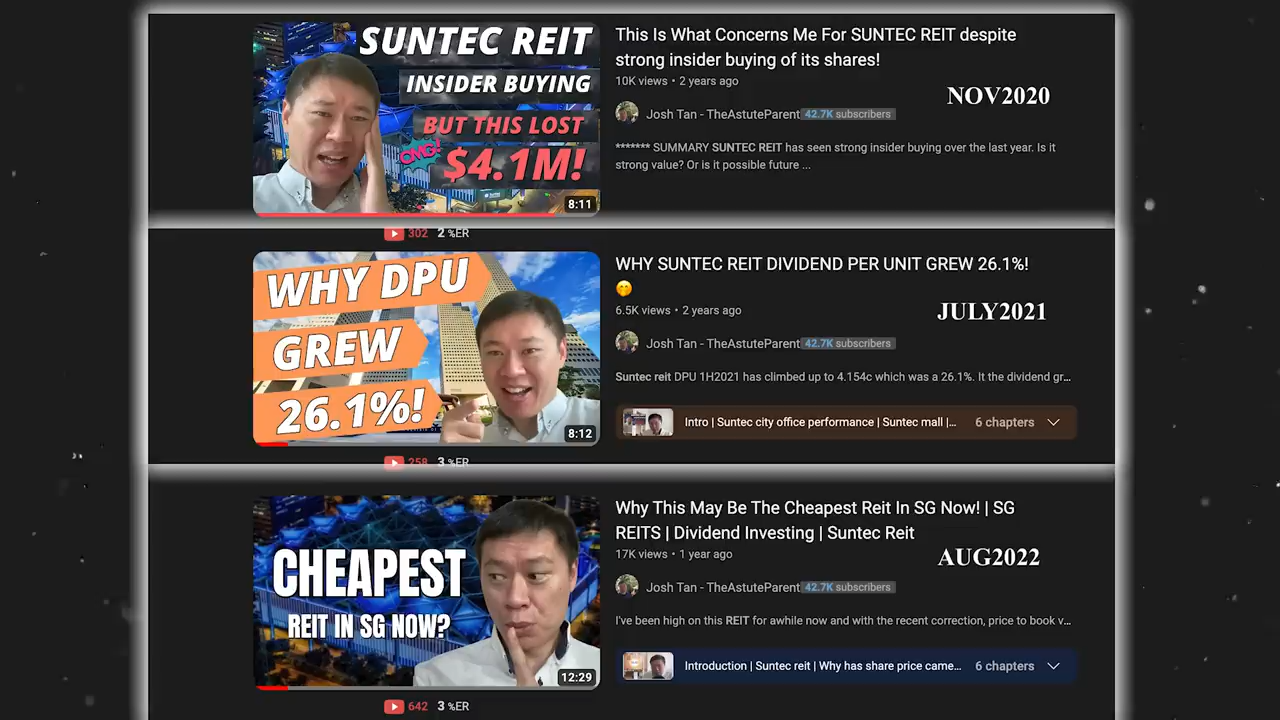 SUNTEC REIT
INSIDER BUYING
BUT THIS LOST
OMG!
$4.1M!
8:11
This Is What Concerns Me For SUNTEC REIT despite
strong insider buying of its shares!
10K views • 2 years ago
NOV2020
Josh Tan - TheAstuteParent 42.7K subscribers
******* SUMMARY SUNTEC REIT has seen strong insider buying over the last year. Is it
strong value? Or is it possible future ...
302 2 %ER
WHY DPU
GREW
26.1%!
8:12
WHY SUNTEC REIT DIVIDEND PER UNIT GREW 26.1%!
🤭
6.5K views • 2 years ago
JULY2021
Josh Tan - TheAstuteParent 42.7K subscribers
Suntec reit DPU 1H2021 has climbed up to 4.154c which was a 26.1%. It the dividend gr...
Intro | Suntec city office performance | Suntec mall |... 6 chapters
258 3 %ER
CHEAPEST
REIT IN SG NOW?
12:29
Why This May Be The Cheapest Reit In SG Now! | SG
REITS | Dividend Investing | Suntec Reit
17K views • 1 year ago
AUG2022
Josh Tan - TheAstuteParent 42.7K subscribers
I've been high on this REIT for awhile now and with the recent correction, price to book v...
Introduction | Suntec reit | Why has share price came... 6 chapters
642 3 %ER